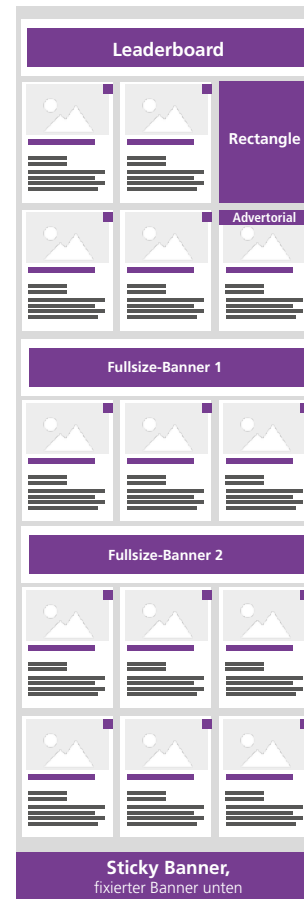 Leaderboard
Rectangle
Advertorial
Fullsize-Banner 1
Fullsize-Banner 2
Sticky Banner,
fixierter Banner unten